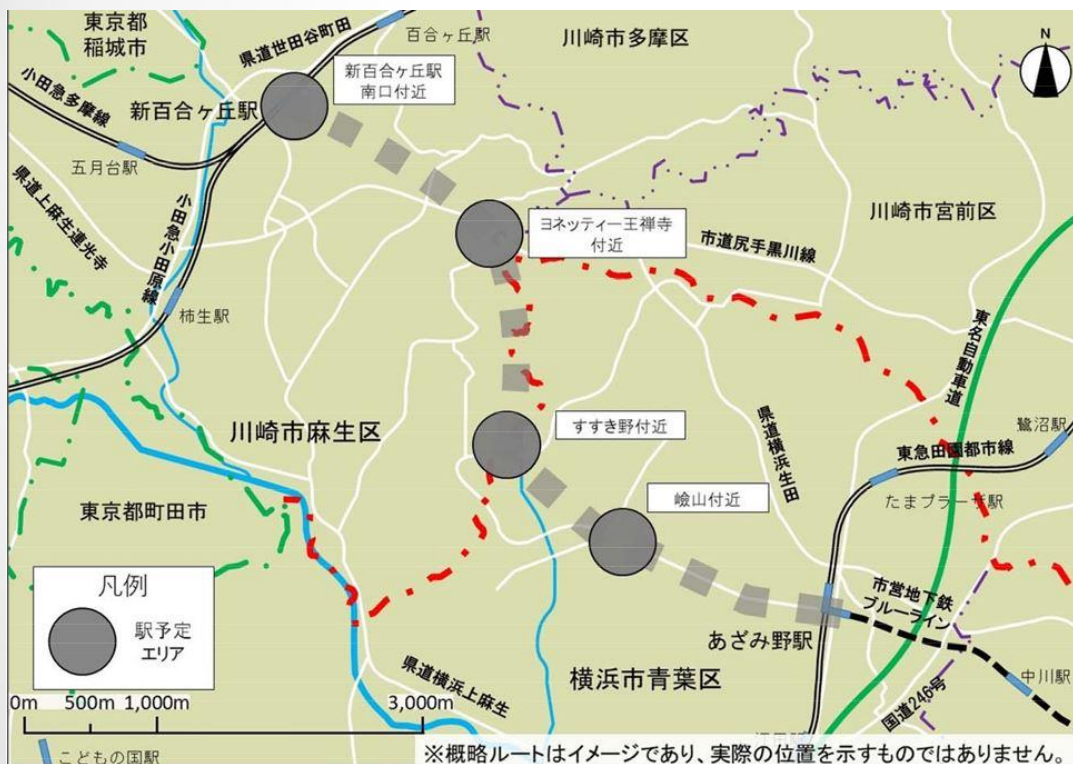 東京都
稲城市
県道世田谷町田
百合ヶ丘駅
川崎市多摩区
N
小田急多摩線
新百合ヶ丘駅
新百合ヶ丘駅
南口付近
五月台駅
県道上麻生連光寺
小田急小田原線
川崎市宮前区
ヨネッティー王禅寺
付近
市道尻手黒川線
柿生駅
東名自動車道
川崎市麻生区
すすき野付近
県道横浜生田
鷺沼駅
東急田園都市線
たまプラーザ駅
東京都町田市
嶮山付近
凡例
駅予定
エリア
市営地下鉄
ブルーライン
あざみ野駅
中川駅
横浜市青葉区
県道横浜上麻生
国道246号
0m 500m 1,000m 3,000m
こどもの国駅
※概略ルートはイメージであり、実際の位置を示すものではありません。